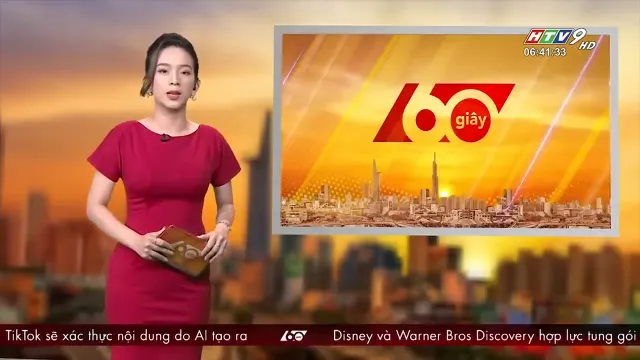 HTV9 HD
06:41:33
60
giây
TikTok sẽ xác thực nội dung do AI tạo ra 60 Disney và Warner Bros Discovery hợp lực tung gói